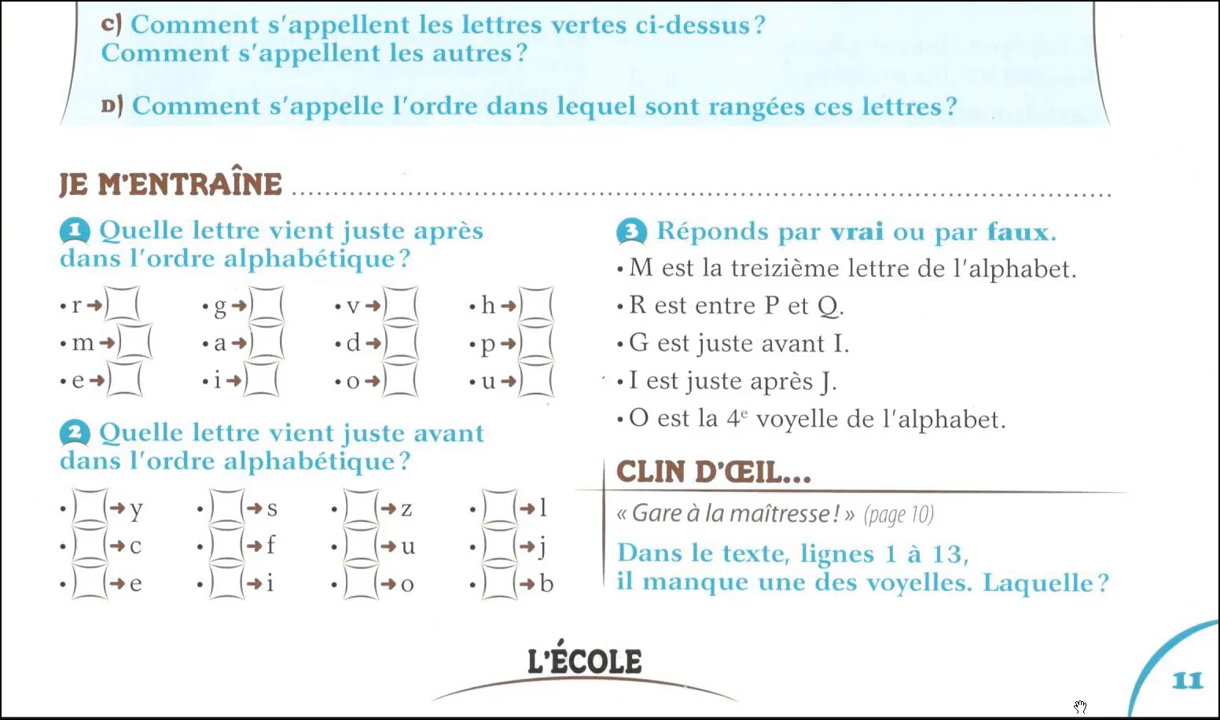 C) Comment s'appellent les lettres vertes ci-dessus ?
Comment s'appellent les autres ?
D) Comment s'appelle l'ordre dans lequel sont rangées ces lettres ?
JE M'ENTRAÎNE
1 Quelle lettre vient juste après
dans l'ordre alphabétique ?
• r → • g → • v → • h →
• m → • a → • d → • p →
• e → • i → • o → • u →
2 Quelle lettre vient juste avant
dans l'ordre alphabétique ?
• → y • → s • → z • → l
• → c • → f • → u • → j
• → e • → i • → o • → b
3 Réponds par vrai ou par faux.
• M est la treizième lettre de l'alphabet.
• R est entre P et Q.
• G est juste avant I.
• I est juste après J.
• O est la 4e voyelle de l'alphabet.
CLIN D'ŒIL...
« Gare à la maîtresse ! » (page 10)
Dans le texte, lignes 1 à 13,
il manque une des voyelles. Laquelle ?
L'ÉCOLE
11